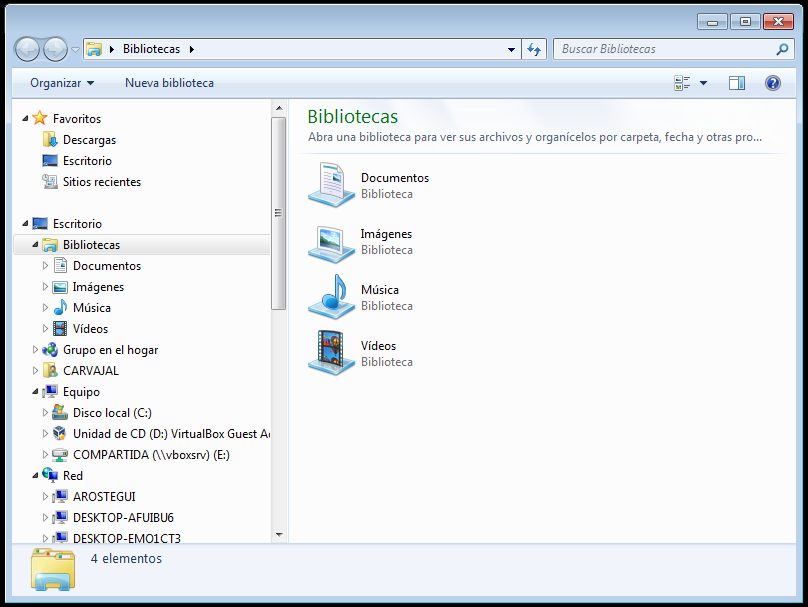 Bibliotecas
Buscar Bibliotecas
Organizar
Nueva biblioteca
Favoritos
Descargas
Escritorio
Sitios recientes
Escritorio
Bibliotecas
Documentos
Imágenes
Música
Vídeos
Grupo en el hogar
CARVAJAL
Equipo
Disco local (C:)
Unidad de CD (D:) VirtualBox Guest
COMPARTIDA (\\vboxsrv) (E:)
Red
AROSTEGUI
DESKTOP-AFUIBU6
DESKTOP-EMO1CT3
Bibliotecas
Abra una biblioteca para ver sus archivos y organícelos por carpeta, fecha y otras pro...
Documentos
Biblioteca
Imágenes
Biblioteca
Música
Biblioteca
Vídeos
Biblioteca
4 elementos